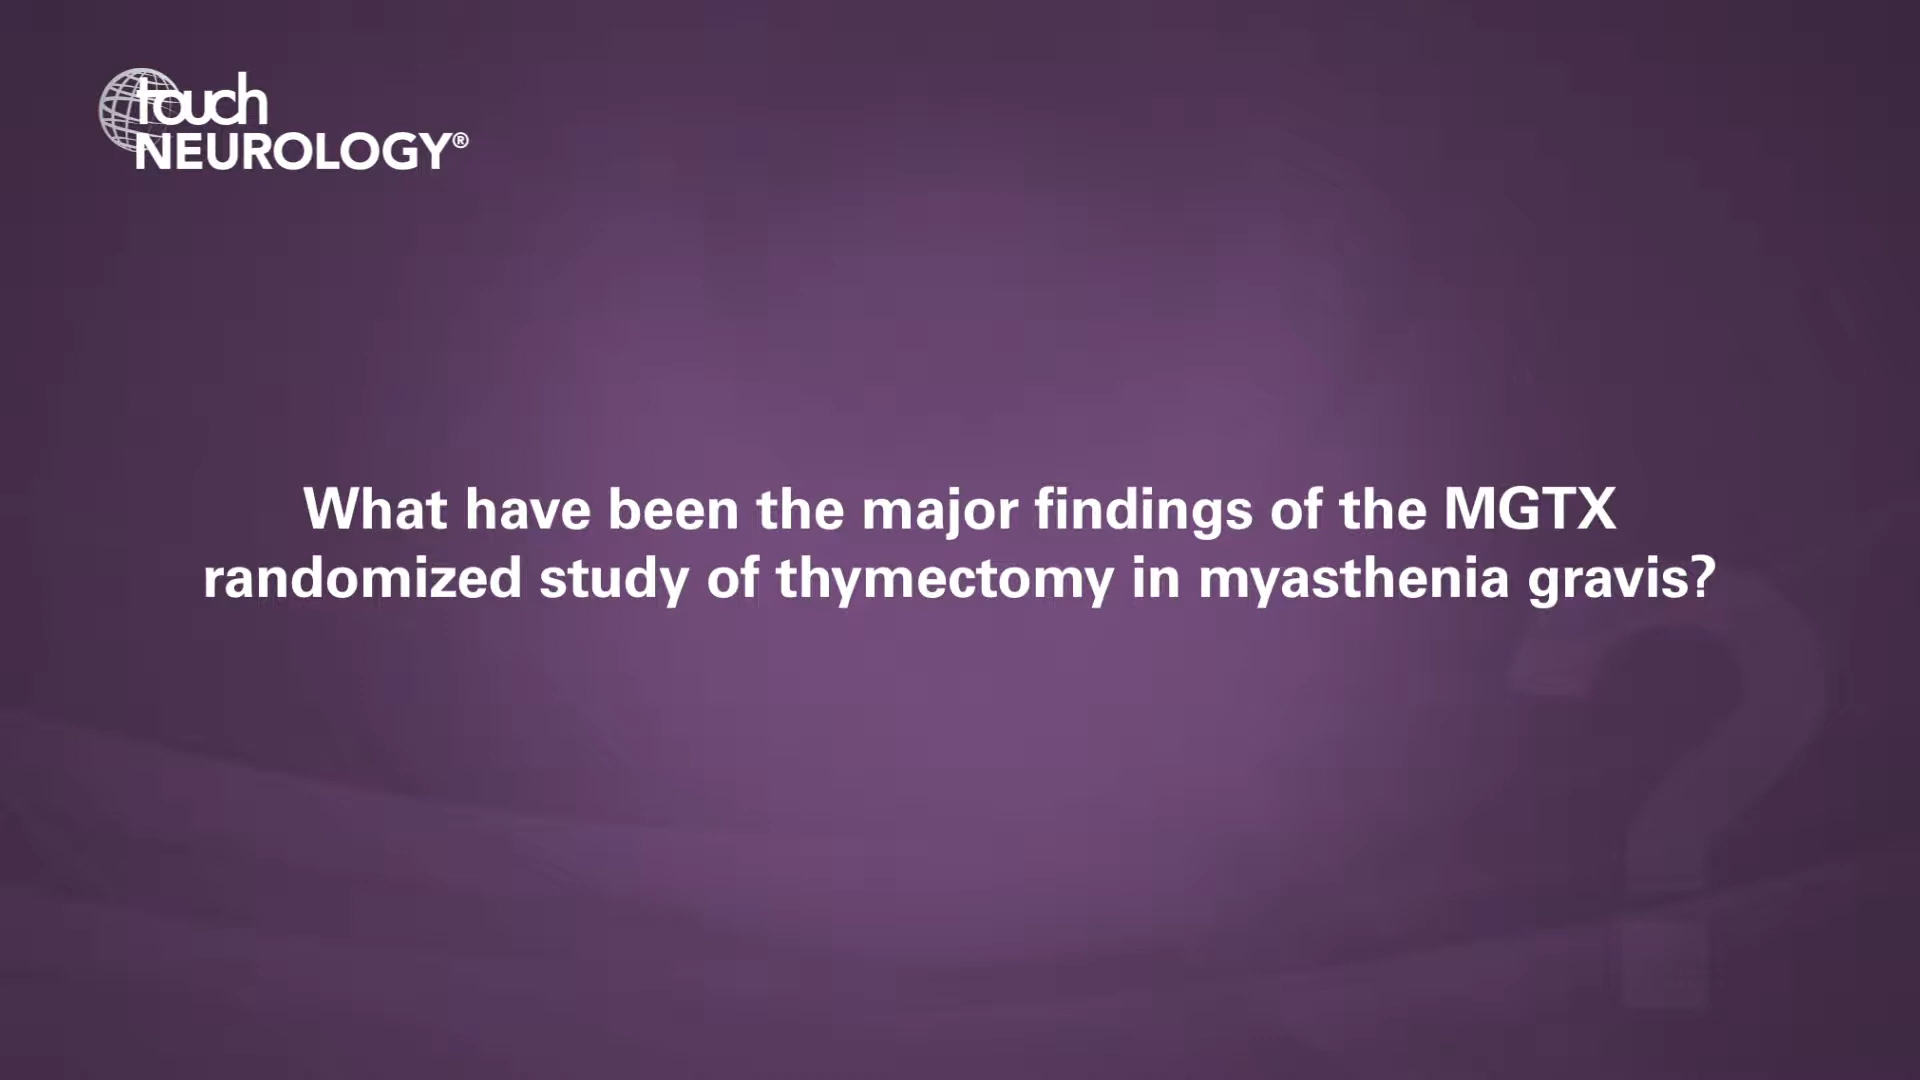 touch
NEUROLOGY®
What have been the major findings of the MGTX
randomized study of thymectomy in myasthenia gravis?